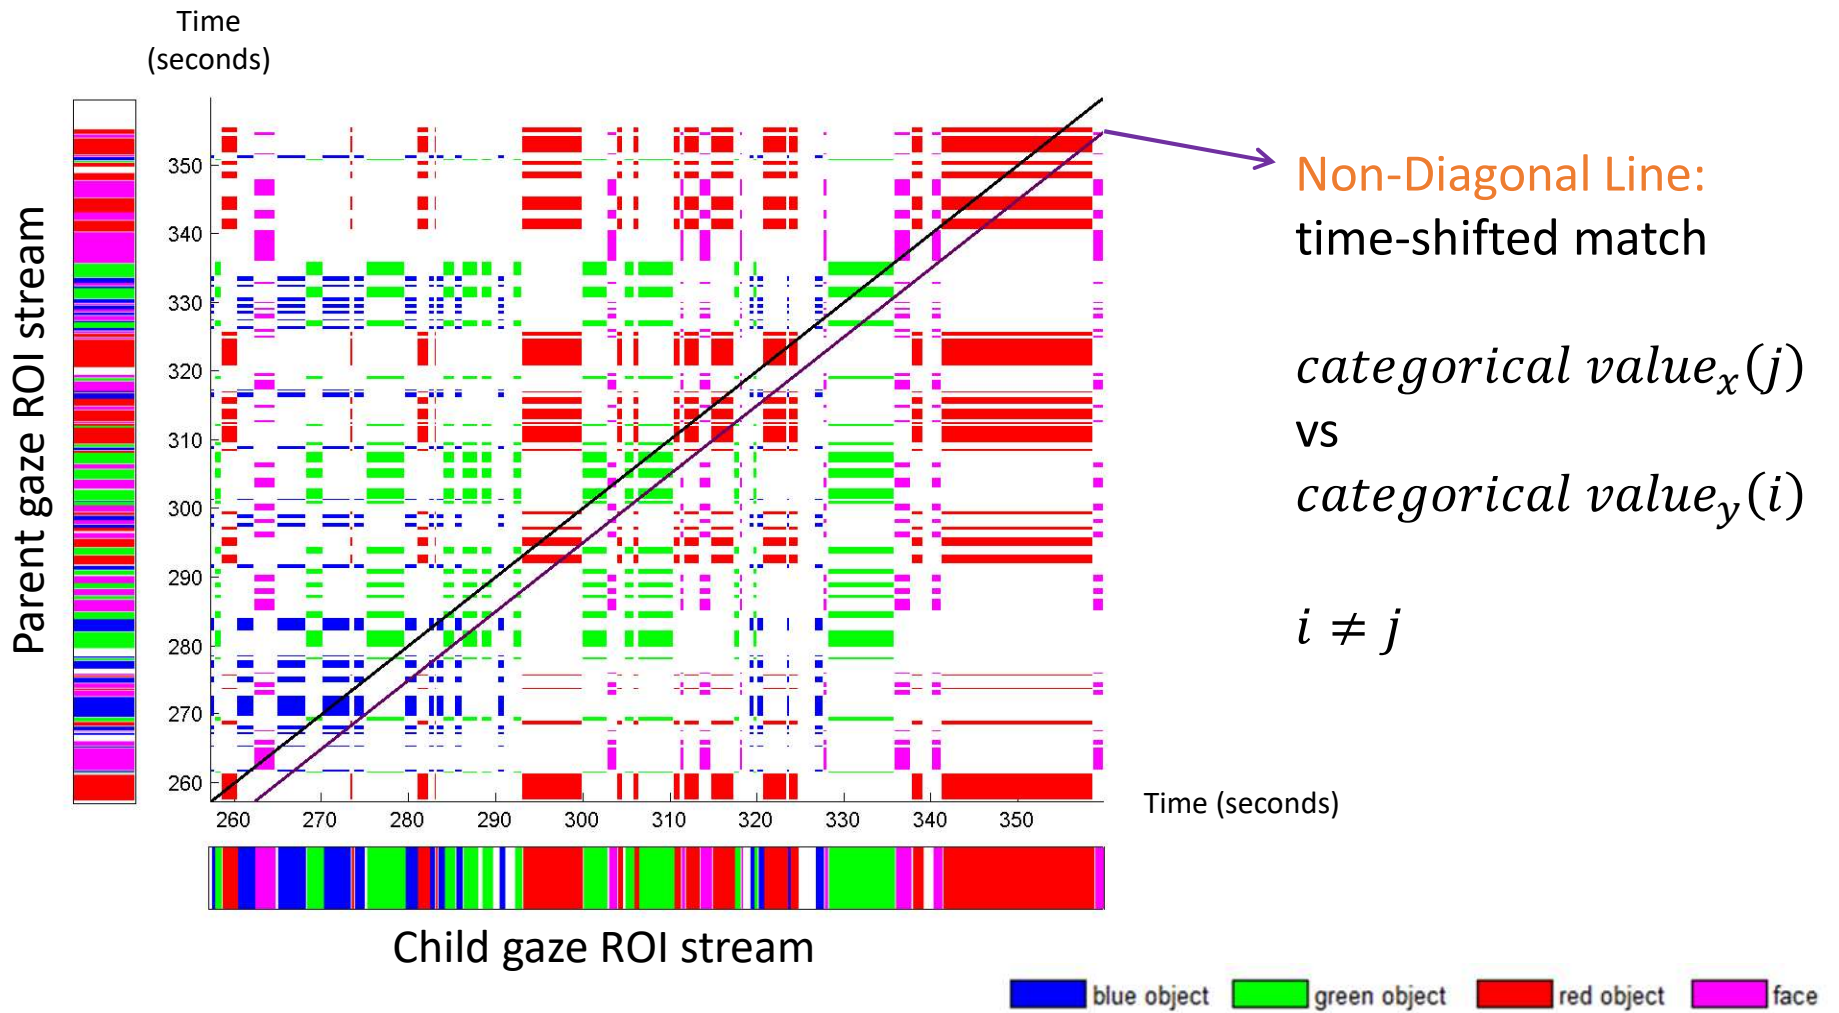 Time
(seconds)
Parent gaze ROI stream
350
340
330
320
310
300
290
280
270
260
260 270 280 290 300 310 320 330 340 350
Time (seconds)
Child gaze ROI stream
Non-Diagonal Line:
time-shifted match
categorical value_x(j)
vs
categorical value_y(i)
i ≠ j
blue object green object red object face